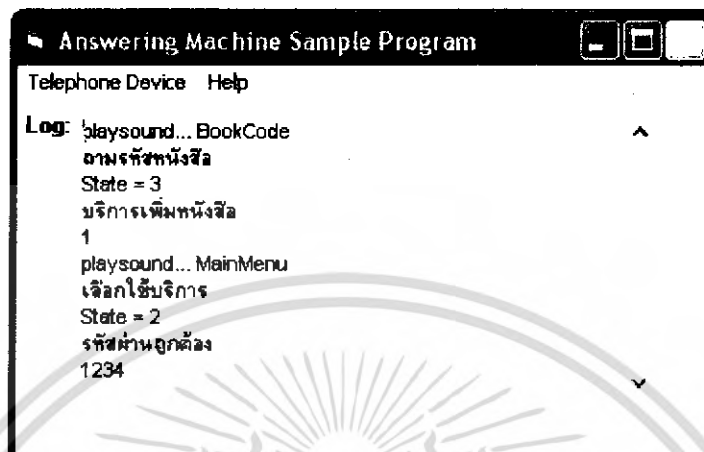 Answering Machine Sample Program
Telephone Device Help
Log: playsound... BookCode
ถามรหัสหนังสือ
State = 3
บริการเพิ่มหนังสือ
1
playsound... MainMenu
เลือกใช้บริการ
State = 2
รหัสผ่านถูกต้อง
1234